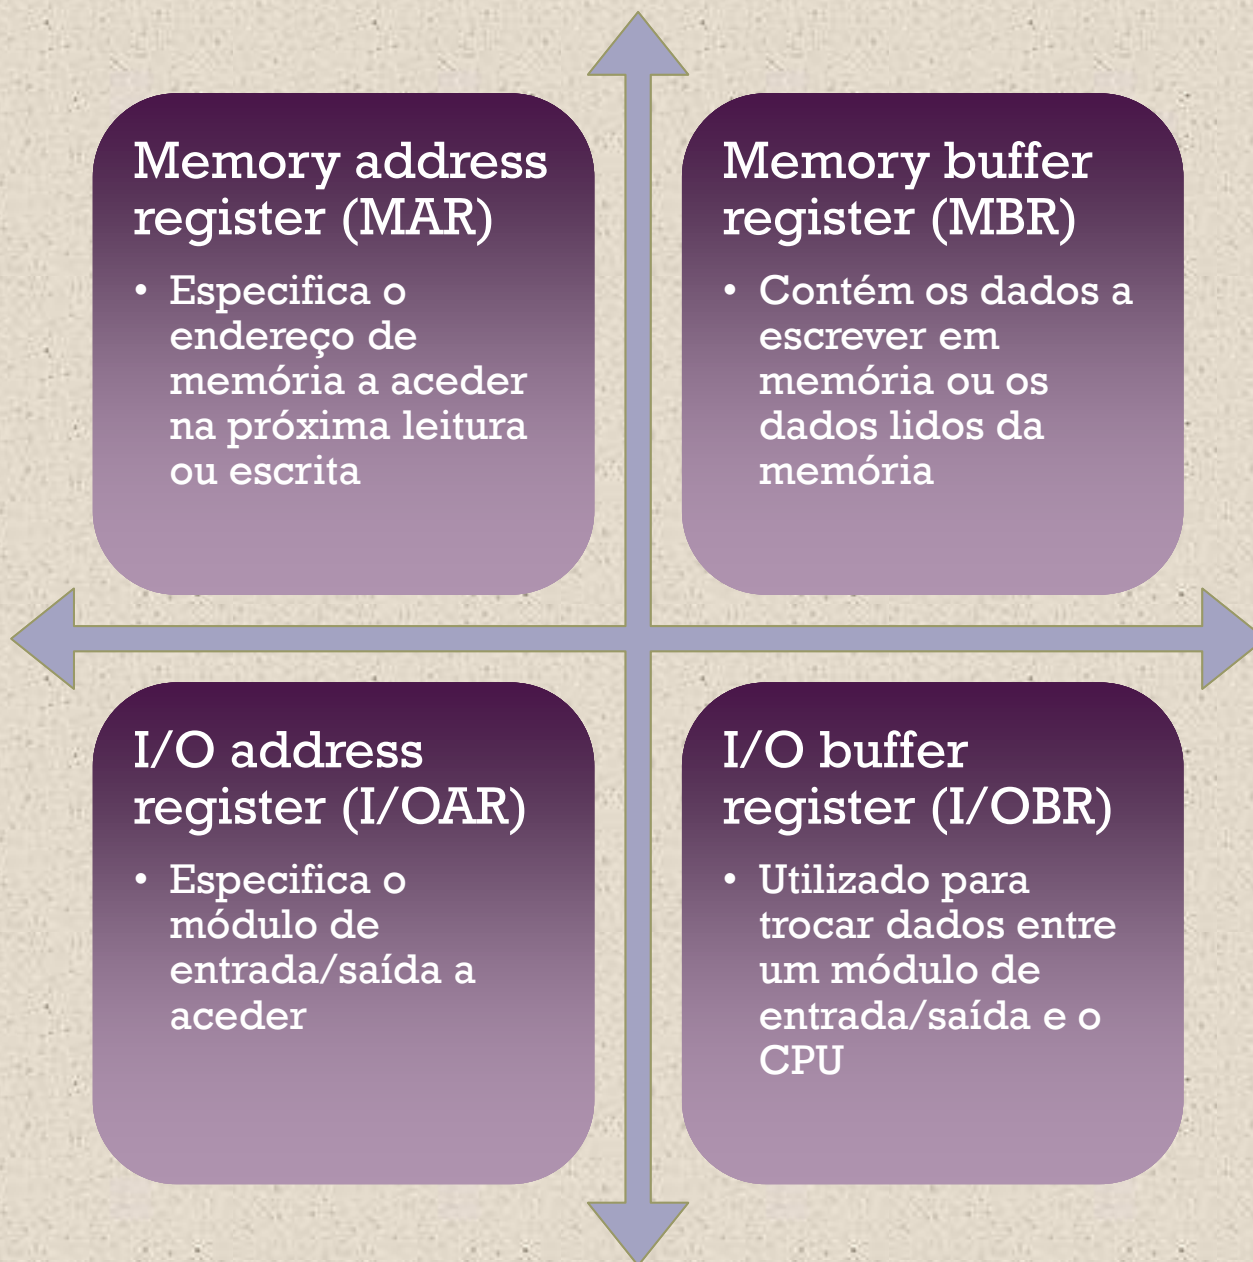 Memory address
register (MAR)
• Especifica o
endereço de
memória a aceder
na próxima leitura
ou escrita
Memory buffer
register (MBR)
• Contém os dados a
escrever em
memória ou os
dados lidos da
memória
I/O address
register (I/OAR)
• Especifica o
módulo de
entrada/saída a
aceder
I/O buffer
register (I/OBR)
• Utilizado para
trocar dados entre
um módulo de
entrada/saída e o
CPU